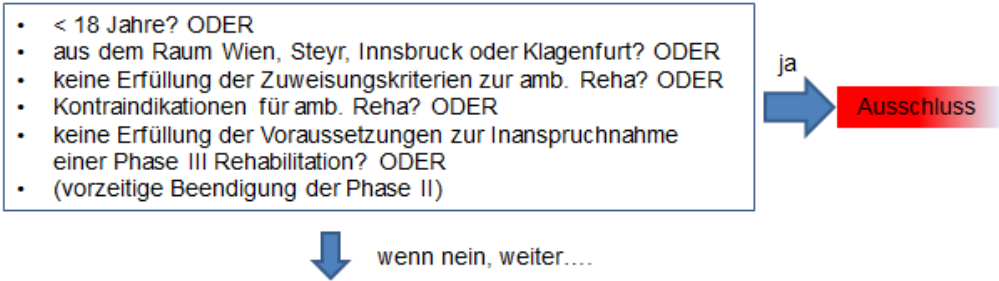 • < 18 Jahre? ODER
• aus dem Raum Wien, Steyr, Innsbruck oder Klagenfurt? ODER
• keine Erfüllung der Zuweisungskriterien zur amb. Reha? ODER
• Kontraindikationen für amb. Reha? ODER
• keine Erfüllung der Voraussetzungen zur Inanspruchnahme
einer Phase III Rehabilitation? ODER
• (vorzeitige Beendigung der Phase II)
ja
Ausschluss
wenn nein, weiter….